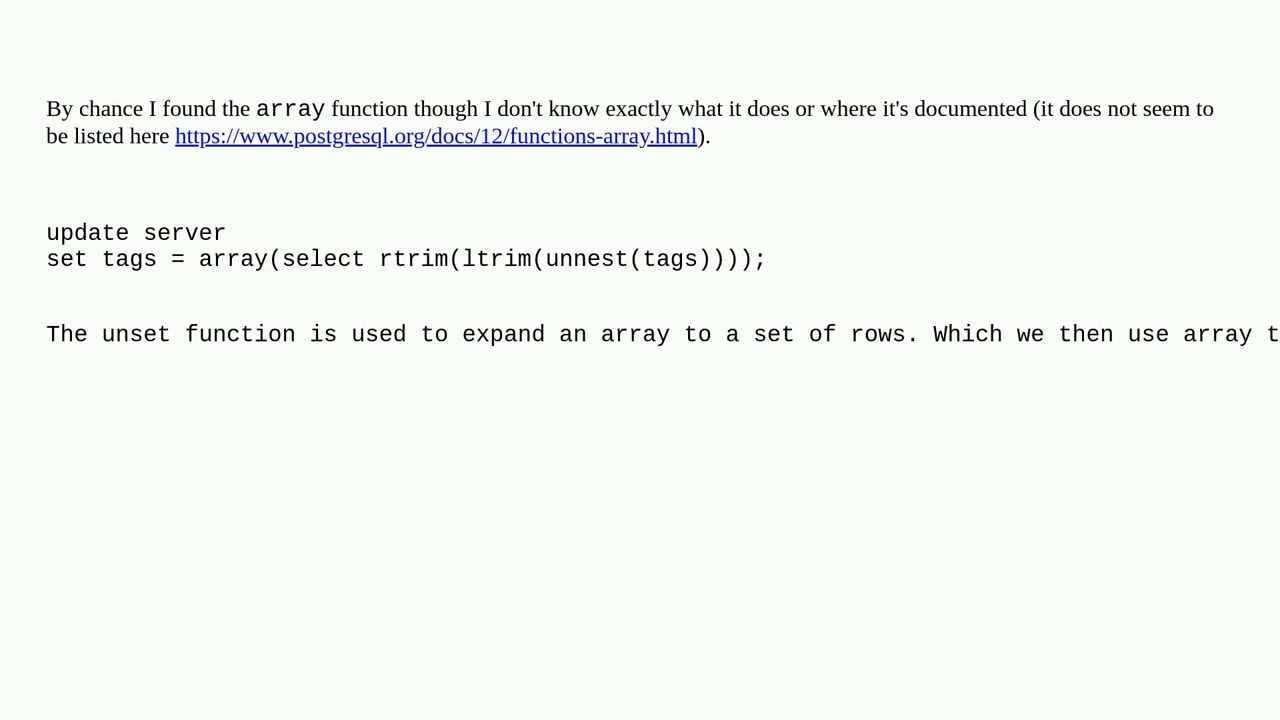 By chance I found the array function though I don't know exactly what it does or where it's documented (it does not seem to
be listed here https://www.postgresql.org/docs/12/functions-array.html).
update server
set tags = array(select rtrim(ltrim(unnest(tags))));
The unset function is used to expand an array to a set of rows. Which we then use array